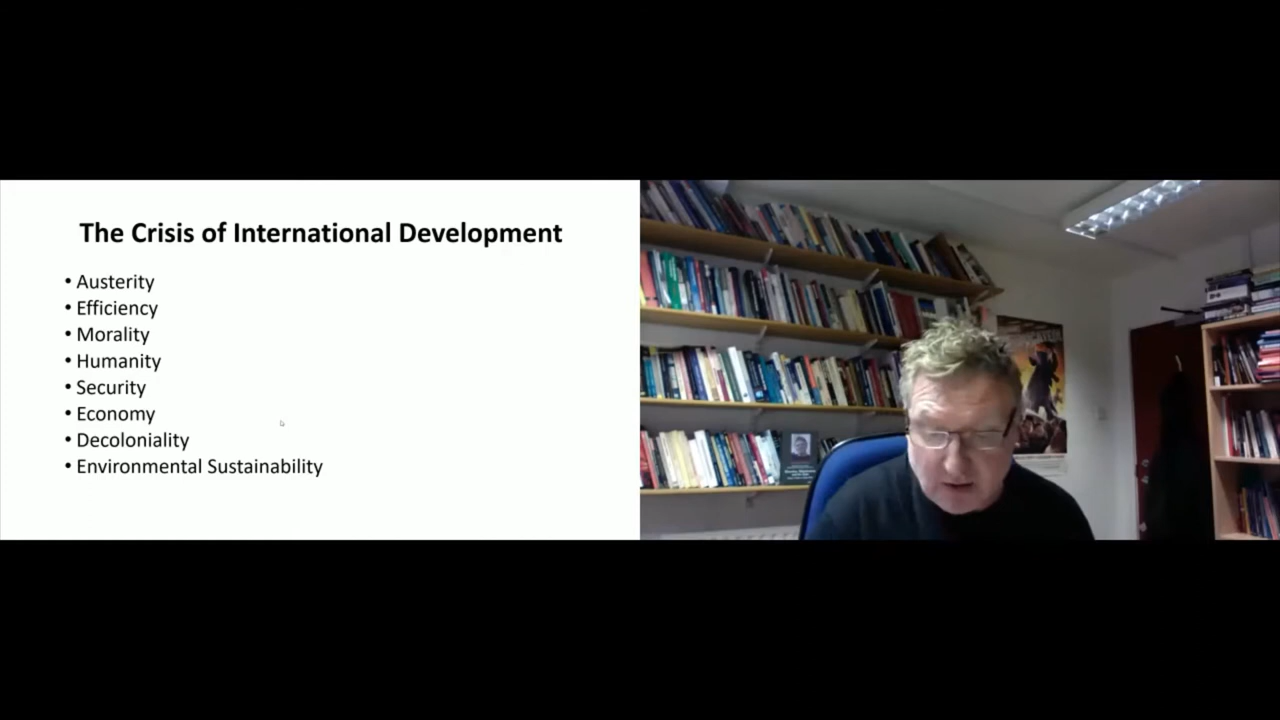 The Crisis of International Development
• Austerity
• Efficiency
• Morality
• Humanity
• Security
• Economy
• Decoloniality
• Environmental Sustainability